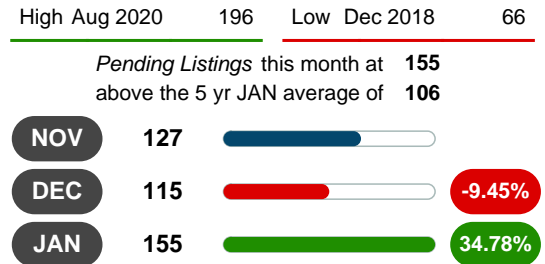 High Aug 2020 196 Low Dec 2018 66
Pending Listings this month at 155
above the 5 yr JAN average of 106
NOV 127
DEC 115 -9.45%
JAN 155 34.78%